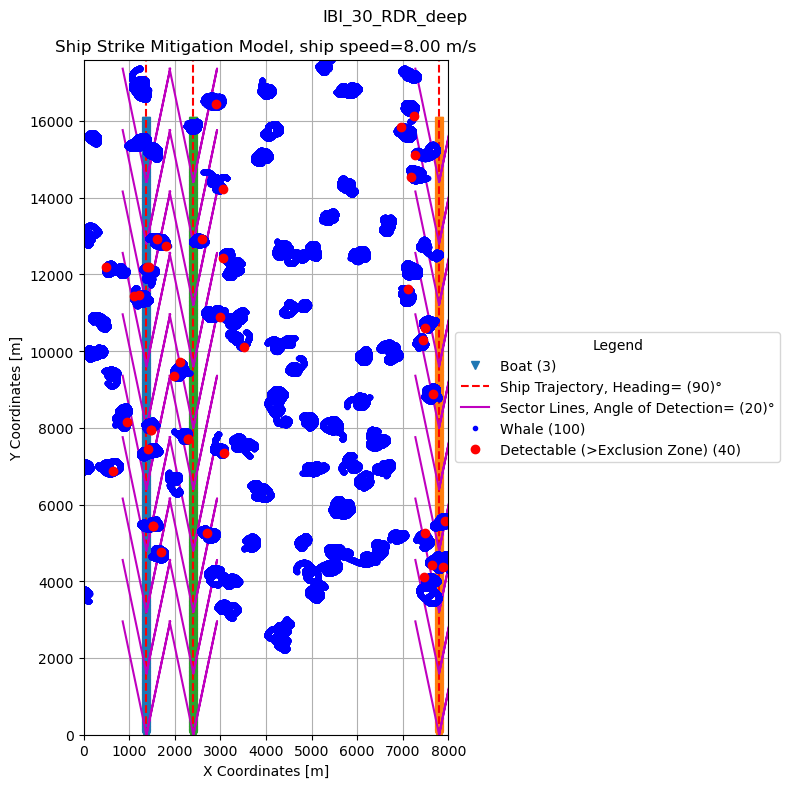 IBI_30_RDR_deep
Ship Strike Mitigation Model, ship speed=8.00 m/s
16000
14000
12000
10000
8000
6000
4000
2000
0
Y Coordinates [m]
0 1000 2000 3000 4000 5000 6000 7000 8000
X Coordinates [m]
Legend
Boat (3)
Ship Trajectory, Heading= (90)°
Sector Lines, Angle of Detection= (20)°
Whale (100)
Detectable (>Exclusion Zone) (40)